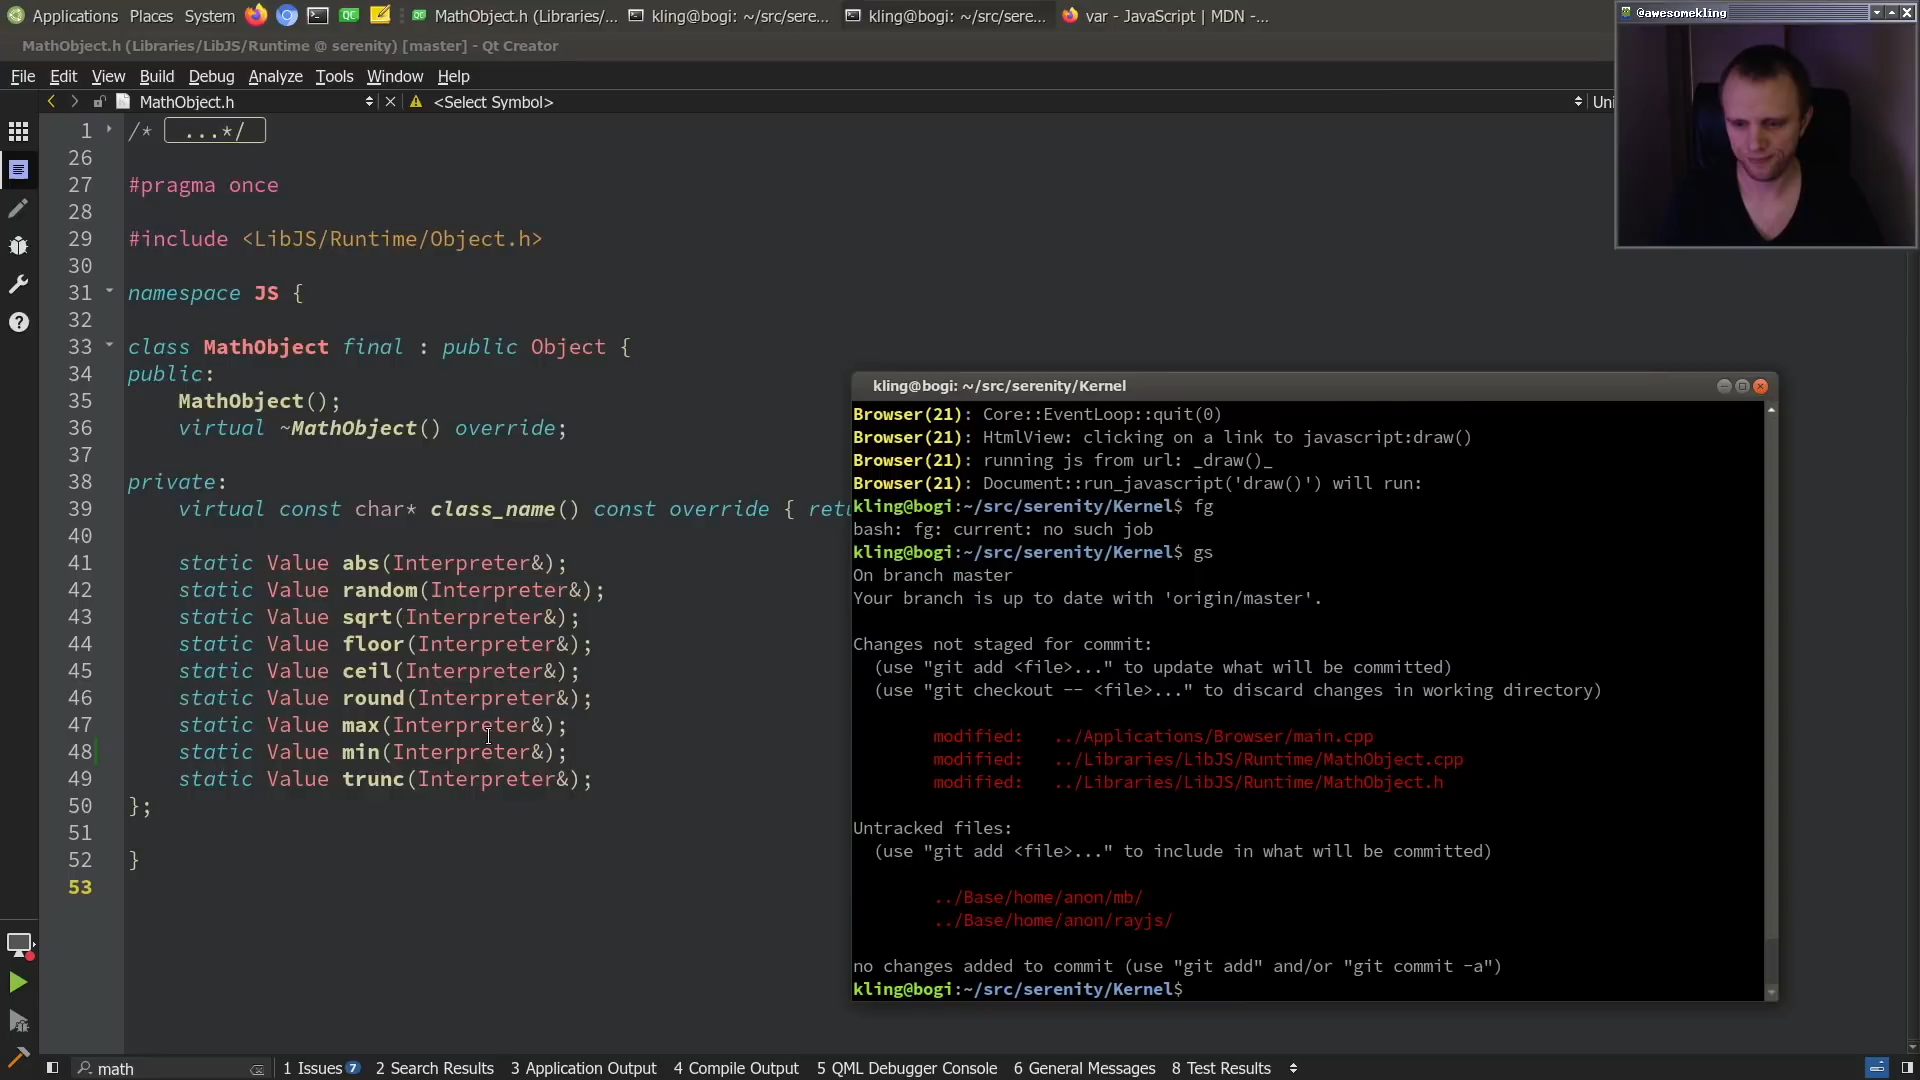 Applications Places System MathObject.h (Libraries/... kling@bogi: ~/src/sere... kling@bogi: ~/src/sere... var - JavaScript | MDN -...
@awesomekling
MathObject.h (Libraries/LibJS/Runtime @ serenity) [master] - Qt Creator
File Edit View Build Debug Analyze Tools Window Help
MathObject.h <Select Symbol> Uni
1 /* ...*/
26
27 #pragma once
28
29 #include <LibJS/Runtime/Object.h>
30
31 namespace JS {
32
33 class MathObject final : public Object {
34 public:
35 MathObject();
36 virtual ~MathObject() override;
37
38 private:
39 virtual const char* class_name() const override { retu
40
41 static Value abs(Interpreter&);
42 static Value random(Interpreter&);
43 static Value sqrt(Interpreter&);
44 static Value floor(Interpreter&);
45 static Value ceil(Interpreter&);
46 static Value round(Interpreter&);
47 static Value max(Interpreter&);
48 static Value min(Interpreter&);
49 static Value trunc(Interpreter&);
50 };
51
52 }
53
kling@bogi: ~/src/serenity/Kernel
Browser(21): Core::EventLoop::quit(0)
Browser(21): HtmlView: clicking on a link to javascript:draw()
Browser(21): running js from url: _draw()_
Browser(21): Document::run_javascript('draw()') will run:
kling@bogi:~/src/serenity/Kernel$ fg
bash: fg: current: no such job
kling@bogi:~/src/serenity/Kernel$ gs
On branch master
Your branch is up to date with 'origin/master'.
Changes not staged for commit:
(use "git add <file>..." to update what will be committed)
(use "git checkout -- <file>..." to discard changes in working directory)
modified: ../Applications/Browser/main.cpp
modified: ../Libraries/LibJS/Runtime/MathObject.cpp
modified: ../Libraries/LibJS/Runtime/MathObject.h
Untracked files:
(use "git add <file>..." to include in what will be committed)
../Base/home/anon/mb/
../Base/home/anon/rayjs/
no changes added to commit (use "git add" and/or "git commit -a")
kling@bogi:~/src/serenity/Kernel$
math 1 Issues 7 2 Search Results 3 Application Output 4 Compile Output 5 QML Debugger Console 6 General Messages 8 Test Results